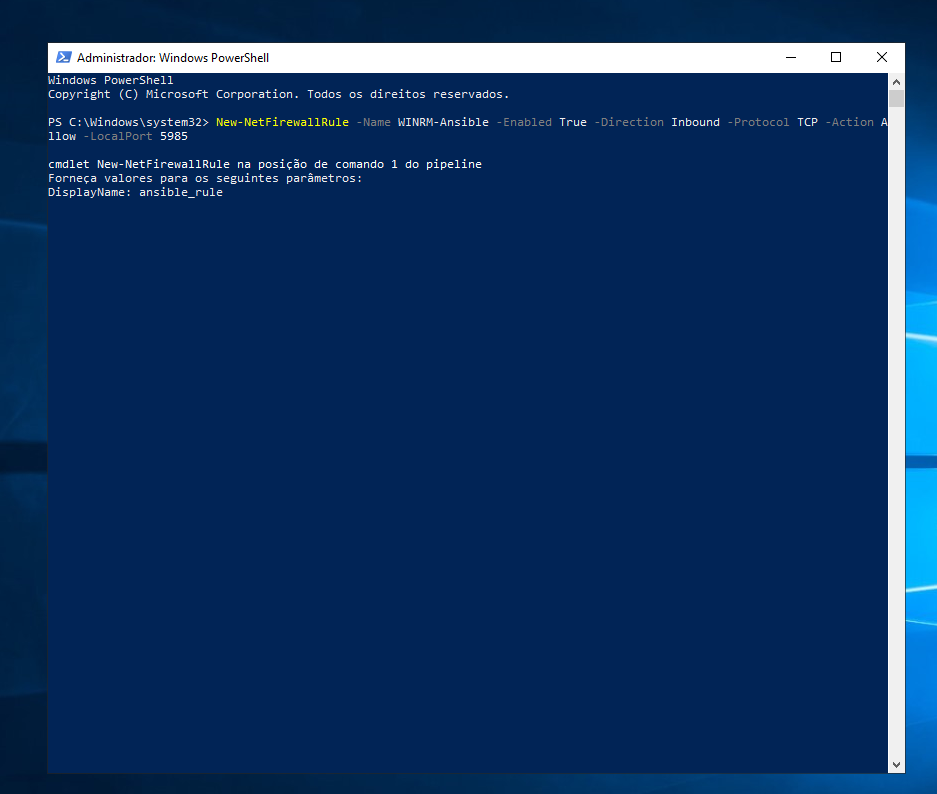 Administrador: Windows PowerShell
Windows PowerShell
Copyright (C) Microsoft Corporation. Todos os direitos reservados.
PS C:\Windows\system32> New-NetFirewallRule -Name WINRM-Ansible -Enabled True -Direction Inbound -Protocol TCP -Action A
llow -LocalPort 5985
cmdlet New-NetFirewallRule na posição de comando 1 do pipeline
Forneça valores para os seguintes parâmetros:
DisplayName: ansible_rule